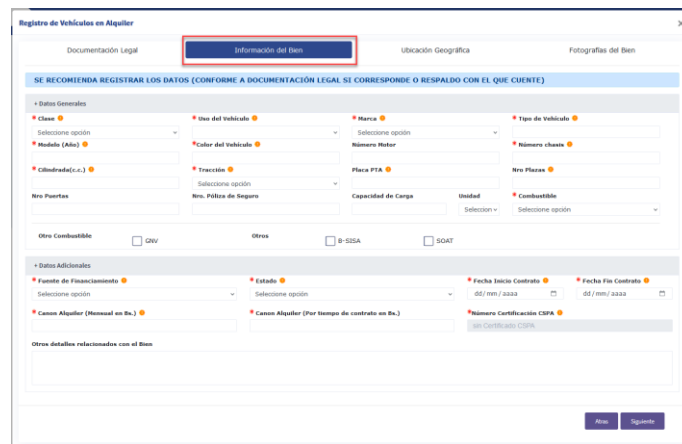 Registro de Vehículos en Alquiler ×
Documentación Legal Información del Bien Ubicación Geográfica Fotografías del Bien
SE RECOMIENDA REGISTRAR LOS DATOS (CONFORME A DOCUMENTACIÓN LEGAL SI CORRESPONDE O RESPALDO CON EL QUE CUENTE)
+ Datos Generales
* Clase * Uso del Vehículo * Marca * Tipo de Vehículo
Seleccione opción Seleccione opción
* Modelo (Año) *Color del Vehículo Número Motor * Número chasis
* Cilindrada(c.c.) * Tracción Placa PTA Nro Plazas
Seleccione opción
Nro Puertas Nro. Póliza de Seguro Capacidad de Carga Unidad * Combustible
Seleccion Seleccione opción
Otro Combustible GNV Otros B-SISA SOAT
+ Datos Adicionales
* Fuente de Financiamiento * Estado * Fecha Inicio Contrato * Fecha Fin Contrato
Seleccione opción Seleccione opción dd/mm/aaaa dd/mm/aaaa
* Canon Alquiler (Mensual en Bs.) * Canon Alquiler (Por tiempo de contrato en Bs.) *Número Certificación CSPA
sin Certificado CSPA
Otros detalles relacionados con el Bien
Atras Siguiente